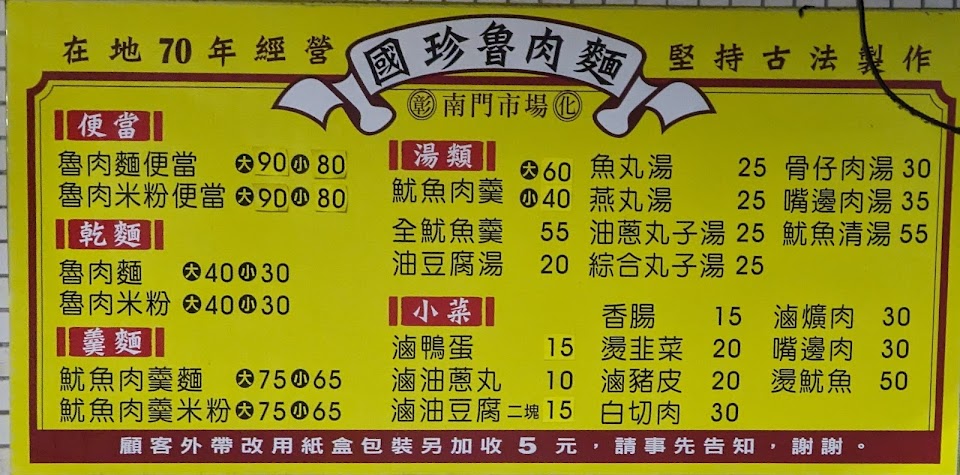 在地70年經營
國珍魯肉麵
堅持古法製作
彰南門市場化
便當
魯肉麵便當 大90小80
魯肉米粉便當 大90小80
乾麵
魯肉麵 大40小30
魯肉米粉 大40小30
羹麵
魷魚肉羹麵 大75小65
魷魚肉羹米粉 大75小65
湯類
魷魚肉羹 大60 小40
全魷魚羹 55
油豆腐湯 20
魚丸湯 25
燕丸湯 25
油蔥丸子湯 25
綜合丸子湯 25
骨仔肉湯 30
嘴邊肉湯 35
魷魚清湯 55
小菜
滷鴨蛋 15
滷油蔥丸 10
滷油豆腐 二塊 15
香腸 15
燙韭菜 20
滷豬皮 20
白切肉 30
滷爌肉 30
嘴邊肉 30
燙魷魚 50
顧客外帶改用紙盒包裝另加收5元，請事先告知，謝謝。